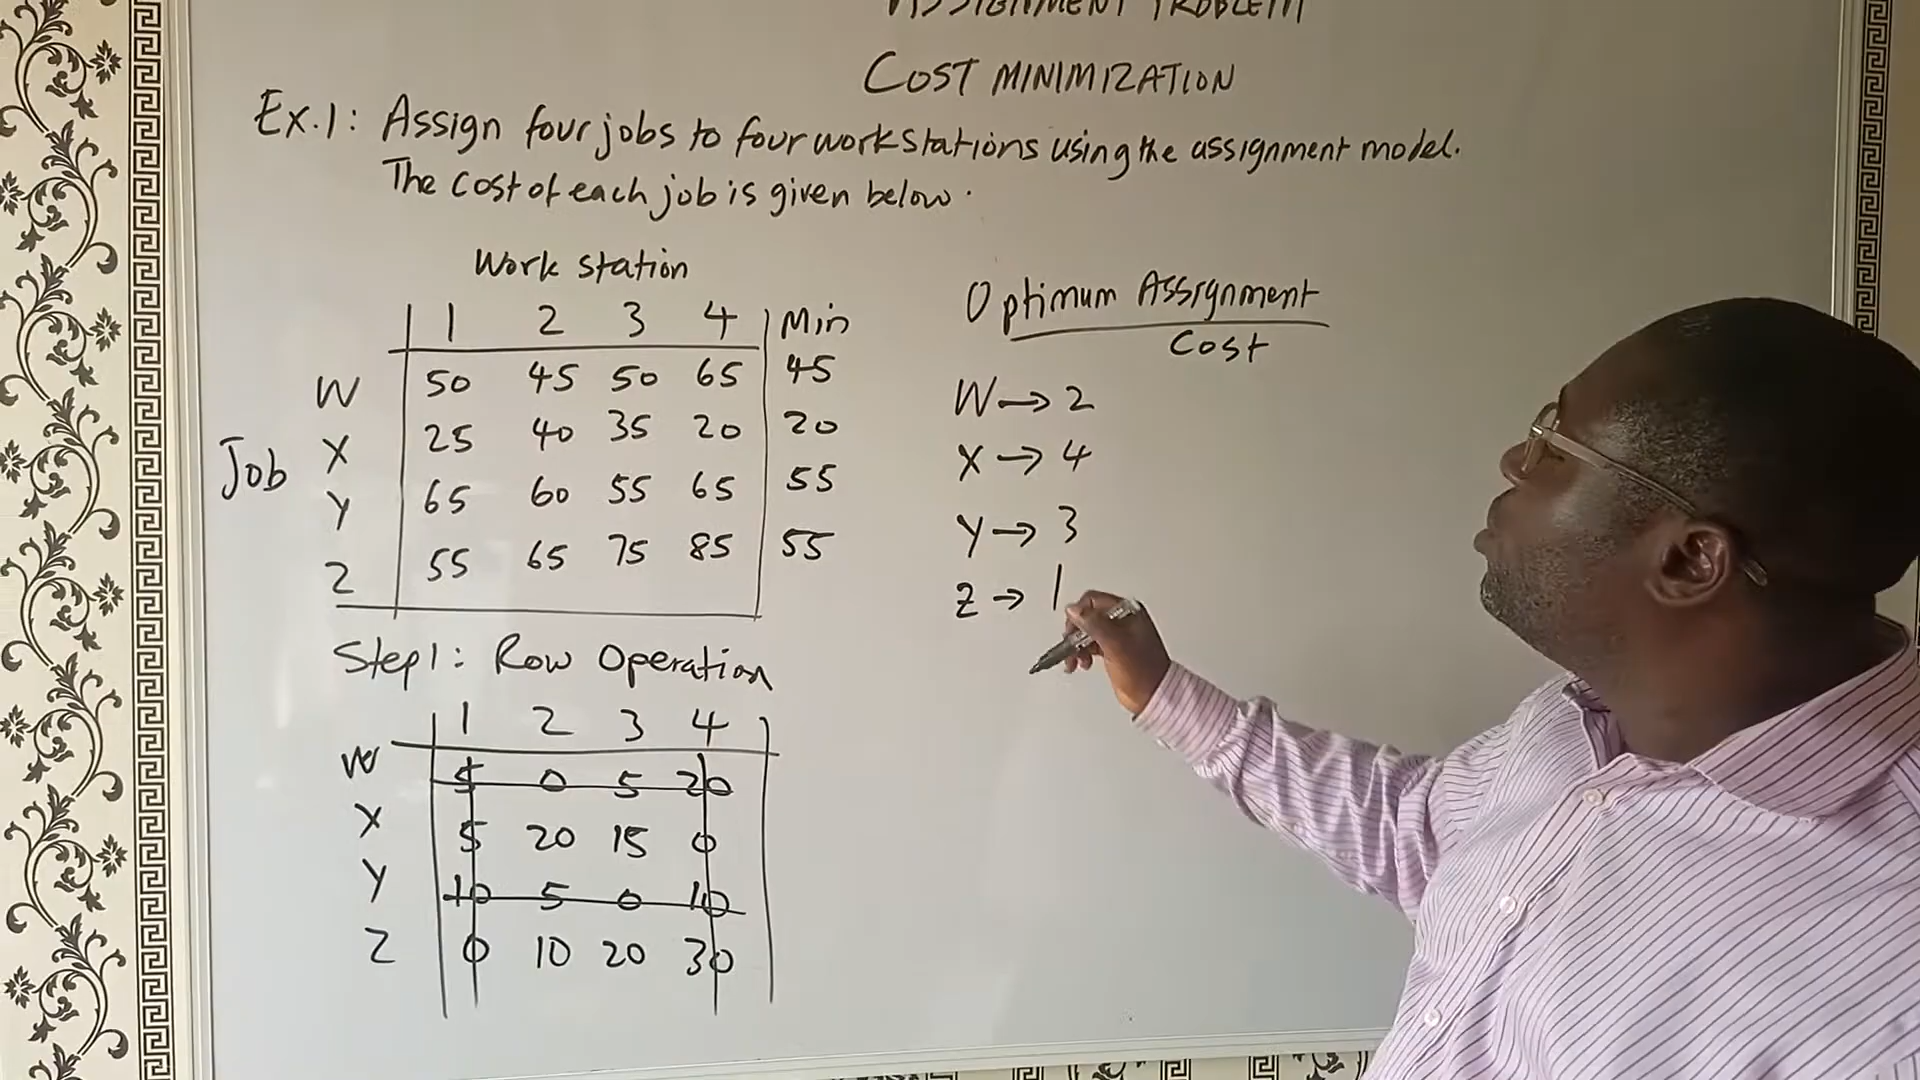 ASSIGNMENT PROBLEM
COST MINIMIZATION
Ex.1: Assign four jobs to four workstations using the assignment model.
The cost of each job is given below.
Work station
1 2 3 4 Min
W 50 45 50 65 45
X 25 40 35 20 20
Job
Y 65 60 55 65 55
Z 55 65 75 85 55
Step 1: Row Operation
1 2 3 4
W 5 0 5 20
X 5 20 15 0
Y 10 5 0 10
Z 0 10 20 30
Optimum Assignment
Cost
W → 2
X → 4
Y → 3
Z → 1